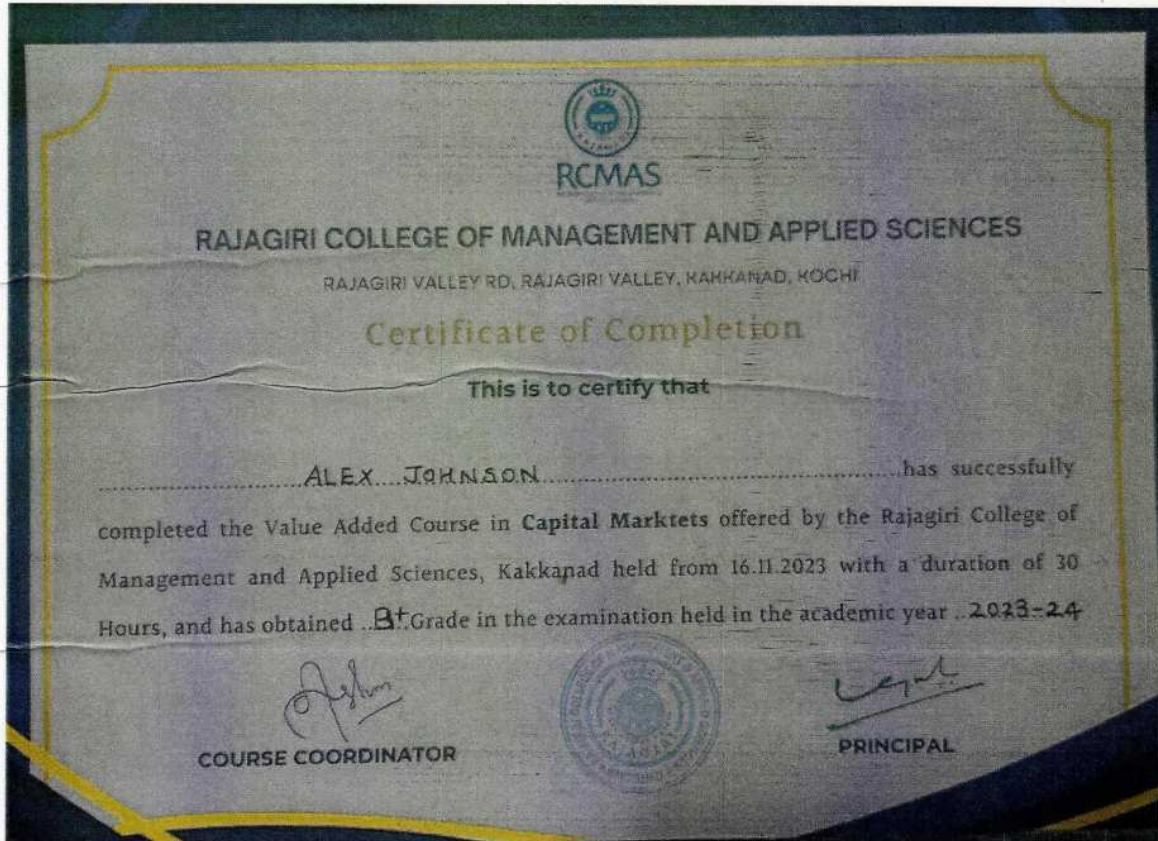 RCMAS
RAJAGIRI COLLEGE OF MANAGEMENT AND APPLIED SCIENCES
RAJAGIRI VALLEY RD, RAJAGIRI VALLEY, KAKKANAD, KOCHI
Certificate of Completion
This is to certify that
ALEX JOHNSON has successfully
completed the Value Added Course in Capital Marktets offered by the Rajagiri College of
Management and Applied Sciences, Kakkanad held from 16.11.2023 with a duration of 30
Hours, and has obtained B+ Grade in the examination held in the academic year 2023-24
COURSE COORDINATOR
PRINCIPAL